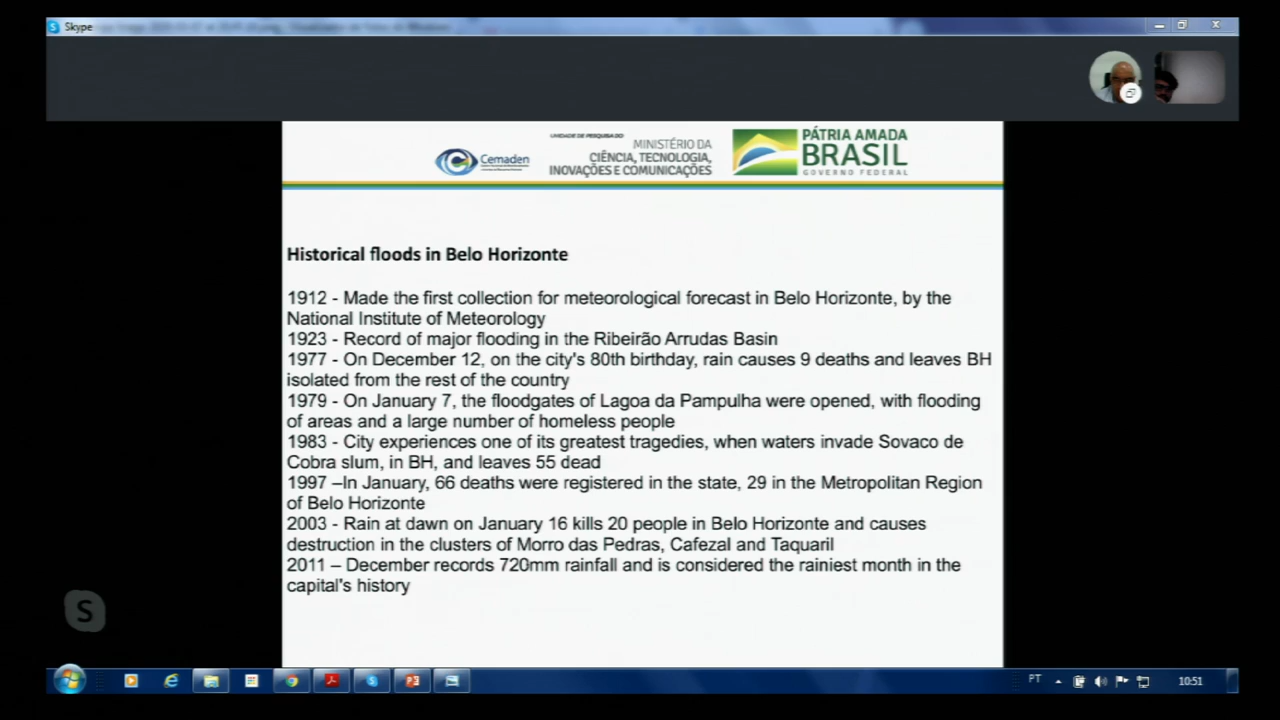 Skype
Cemaden
UNIDADE DE PESQUISA DO
MINISTÉRIO DA
CIÊNCIA, TECNOLOGIA,
INOVAÇÕES E COMUNICAÇÕES
PÁTRIA AMADA
BRASIL
GOVERNO FEDERAL
Historical floods in Belo Horizonte
1912 - Made the first collection for meteorological forecast in Belo Horizonte, by the
National Institute of Meteorology
1923 - Record of major flooding in the Ribeirão Arrudas Basin
1977 - On December 12, on the city's 80th birthday, rain causes 9 deaths and leaves BH
isolated from the rest of the country
1979 - On January 7, the floodgates of Lagoa da Pampulha were opened, with flooding
of areas and a large number of homeless people
1983 - City experiences one of its greatest tragedies, when waters invade Sovaco de
Cobra slum, in BH, and leaves 55 dead
1997 –In January, 66 deaths were registered in the state, 29 in the Metropolitan Region
of Belo Horizonte
2003 - Rain at dawn on January 16 kills 20 people in Belo Horizonte and causes
destruction in the clusters of Morro das Pedras, Cafezal and Taquaril
2011 – December records 720mm rainfall and is considered the rainiest month in the
capital's history
S
PT
10:51